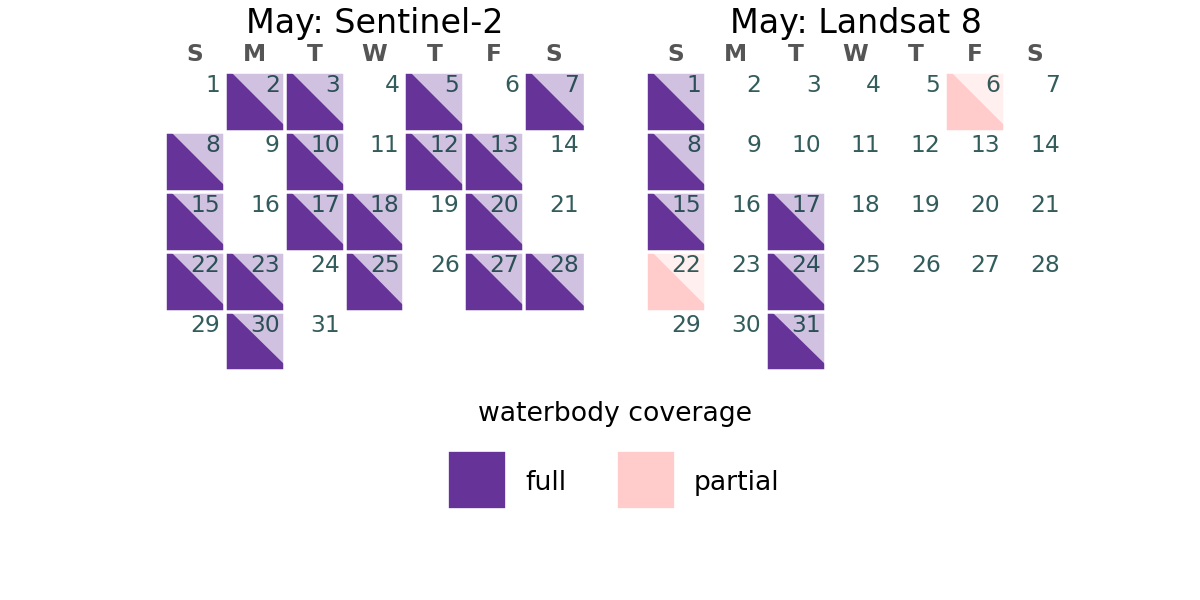 May: Sentinel-2
S M T W T F S
1 2 3 4 5 6 7
8 9 10 11 12 13 14
15 16 17 18 19 20 21
22 23 24 25 26 27 28
29 30 31
May: Landsat 8
S M T W T F S
1 2 3 4 5 6 7
8 9 10 11 12 13 14
15 16 17 18 19 20 21
22 23 24 25 26 27 28
29 30 31
waterbody coverage
full partial